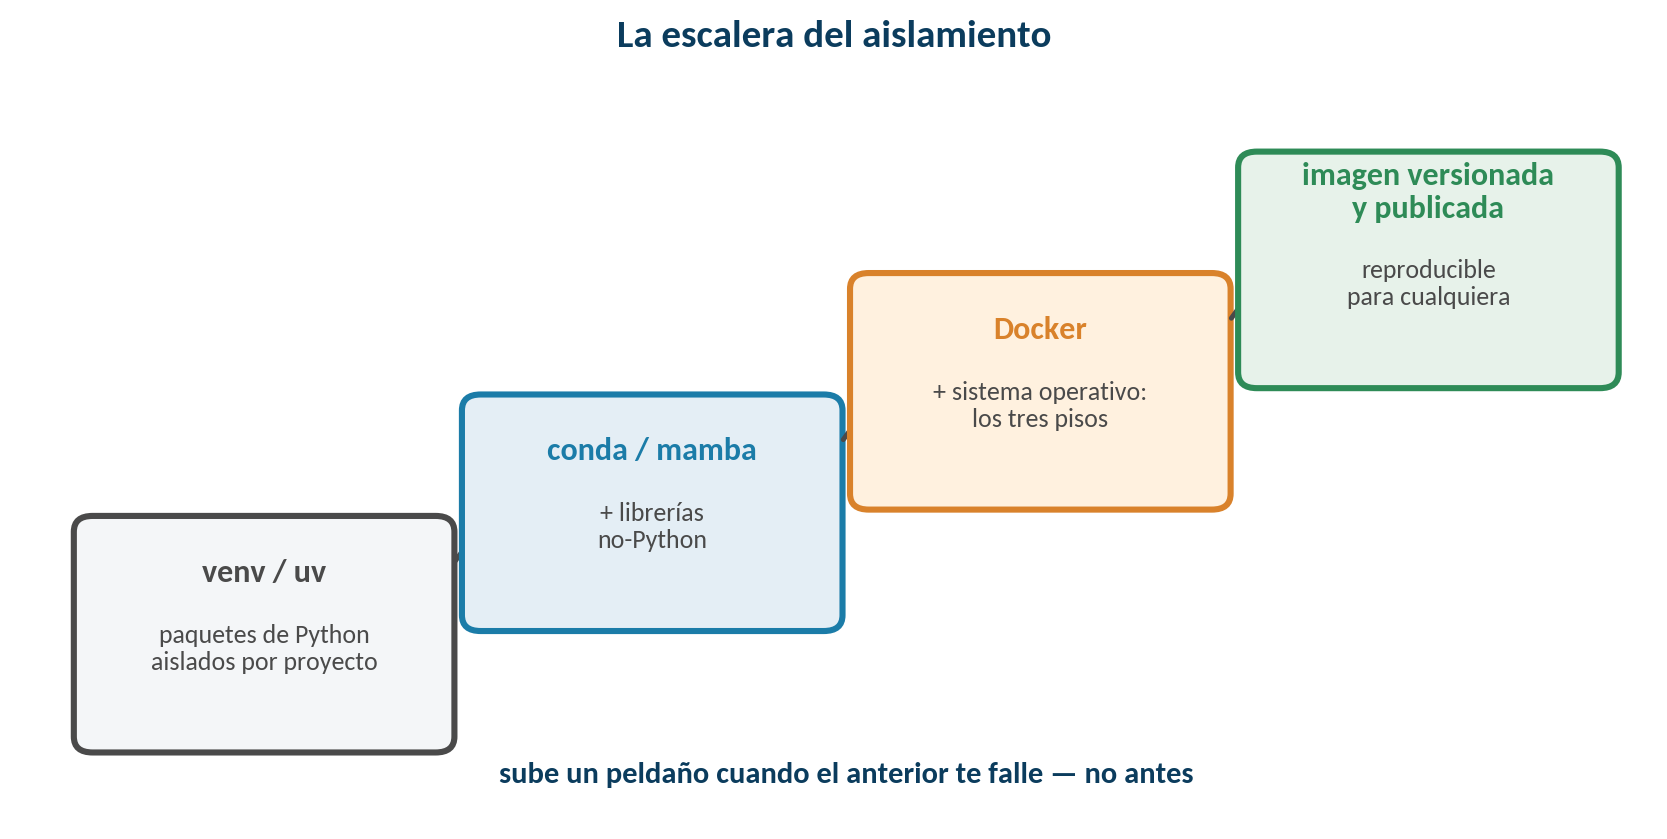 La escalera del aislamiento
imagen versionada
y publicada
reproducible
para cualquiera
Docker
+ sistema operativo:
los tres pisos
conda / mamba
+ librerías
no-Python
venv / uv
paquetes de Python
aislados por proyecto
sube un peldaño cuando el anterior te falle — no antes